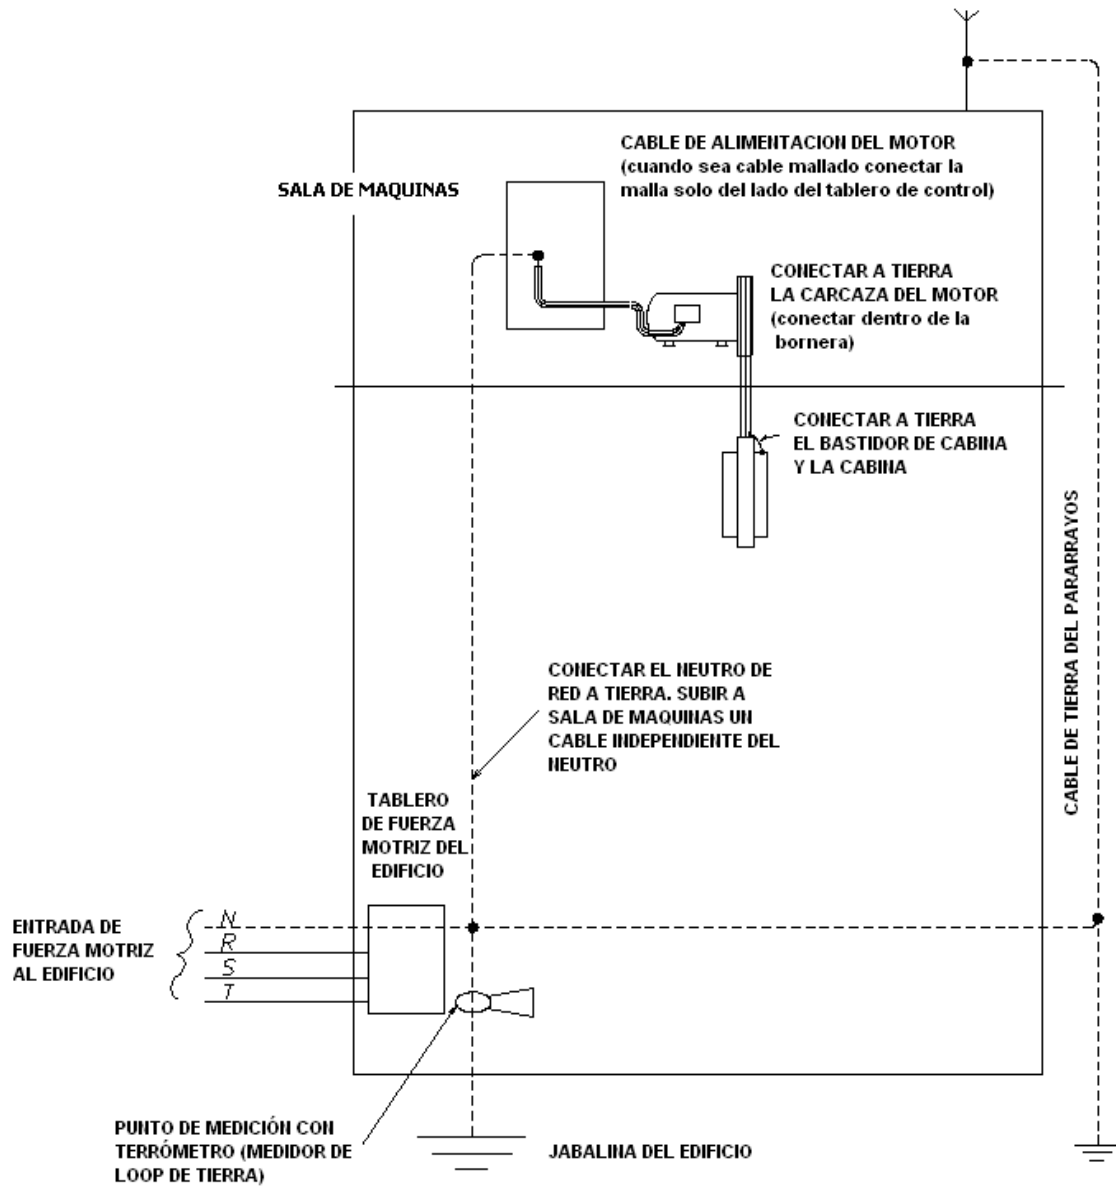 CABLE DE ALIMENTACION DEL MOTOR
(cuando sea cable mallado conectar la
malla solo del lado del tablero de control)
SALA DE MAQUINAS
CONECTAR A TIERRA
LA CARCAZA DEL MOTOR
(conectar dentro de la
bornera)
CONECTAR A TIERRA
EL BASTIDOR DE CABINA
Y LA CABINA
CABLE DE TIERRA DEL PARARRAYOS
CONECTAR EL NEUTRO DE
RED A TIERRA. SUBIR A
SALA DE MAQUINAS UN
CABLE INDEPENDIENTE DEL
NEUTRO
TABLERO
DE FUERZA
MOTRIZ DEL
EDIFICIO
ENTRADA DE
FUERZA MOTRIZ
AL EDIFICIO
N
R
S
T
PUNTO DE MEDICIÓN CON
TERRÓMETRO (MEDIDOR DE
LOOP DE TIERRA)
JABALINA DEL EDIFICIO